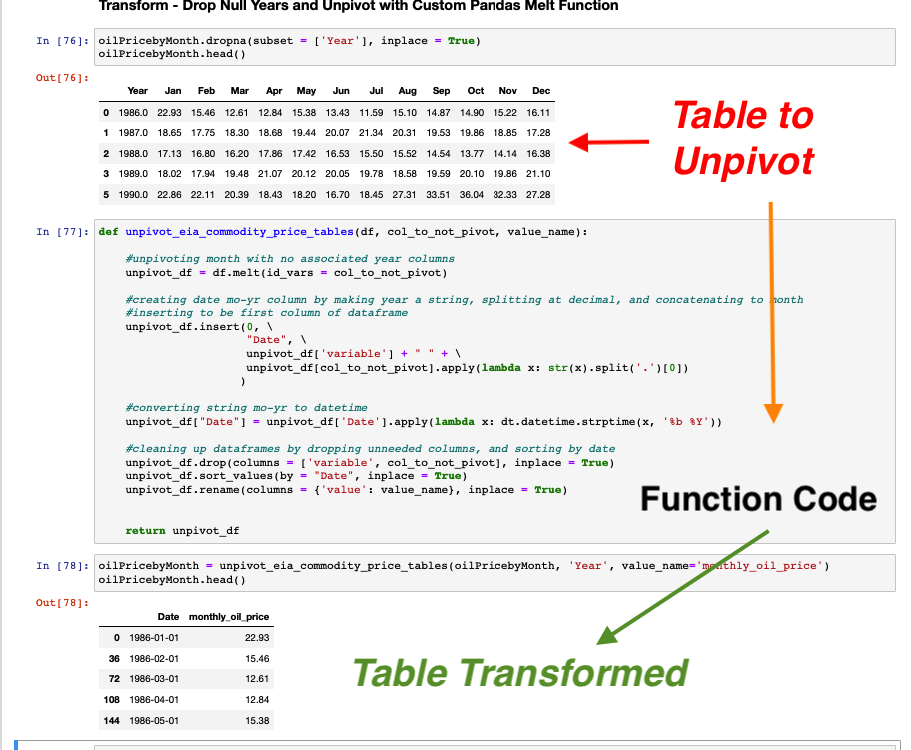 Transform - Drop Null Years and Unpivot with Custom Pandas Melt Function
In [76]: oilPricebyMonth.dropna(subset = ['Year'], inplace = True)
oilPricebyMonth.head()
Out[76]:
Year Jan Feb Mar Apr May Jun Jul Aug Sep Oct Nov Dec
0 1986.0 22.93 15.46 12.61 12.84 15.38 13.43 11.59 15.10 14.87 14.90 15.22 16.11
1 1987.0 18.65 17.75 18.30 18.68 19.44 20.07 21.34 20.31 19.53 19.86 18.85 17.28
2 1988.0 17.13 16.80 16.20 17.86 17.42 16.53 15.50 15.52 14.54 13.77 14.14 16.38
3 1989.0 18.02 17.94 19.48 21.07 20.12 20.05 19.78 18.58 19.59 20.10 19.86 21.10
5 1990.0 22.86 22.11 20.39 18.43 18.20 16.70 18.45 27.31 33.51 36.04 32.33 27.28
Table to
Unpivot
In [77]: def unpivot_eia_commodity_price_tables(df, col_to_not_pivot, value_name):
#unpivoting month with no associated year columns
unpivot_df = df.melt(id_vars = col_to_not_pivot)
#creating date mo-yr column by making year a string, splitting at decimal, and concatenating to month
#inserting to be first column of dataframe
unpivot_df.insert(0, \
"Date", \
unpivot_df['variable'] + " " + \
unpivot_df[col_to_not_pivot].apply(lambda x: str(x).split('.')[0])
)
#converting string mo-yr to datetime
unpivot_df["Date"] = unpivot_df['Date'].apply(lambda x: dt.datetime.strptime(x, '%b %Y'))
#cleaning up dataframes by dropping unneeded columns, and sorting by date
unpivot_df.drop(columns = ['variable', col_to_not_pivot], inplace = True)
unpivot_df.sort_values(by = "Date", inplace = True)
unpivot_df.rename(columns = {'value': value_name}, inplace = True)
return unpivot_df
Function Code
In [78]: oilPricebyMonth = unpivot_eia_commodity_price_tables(oilPricebyMonth, 'Year', value_name='monthly_oil_price')
oilPricebyMonth.head()
Out[78]:
Date monthly_oil_price
0 1986-01-01 22.93
36 1986-02-01 15.46
72 1986-03-01 12.61
108 1986-04-01 12.84
144 1986-05-01 15.38
Table Transformed